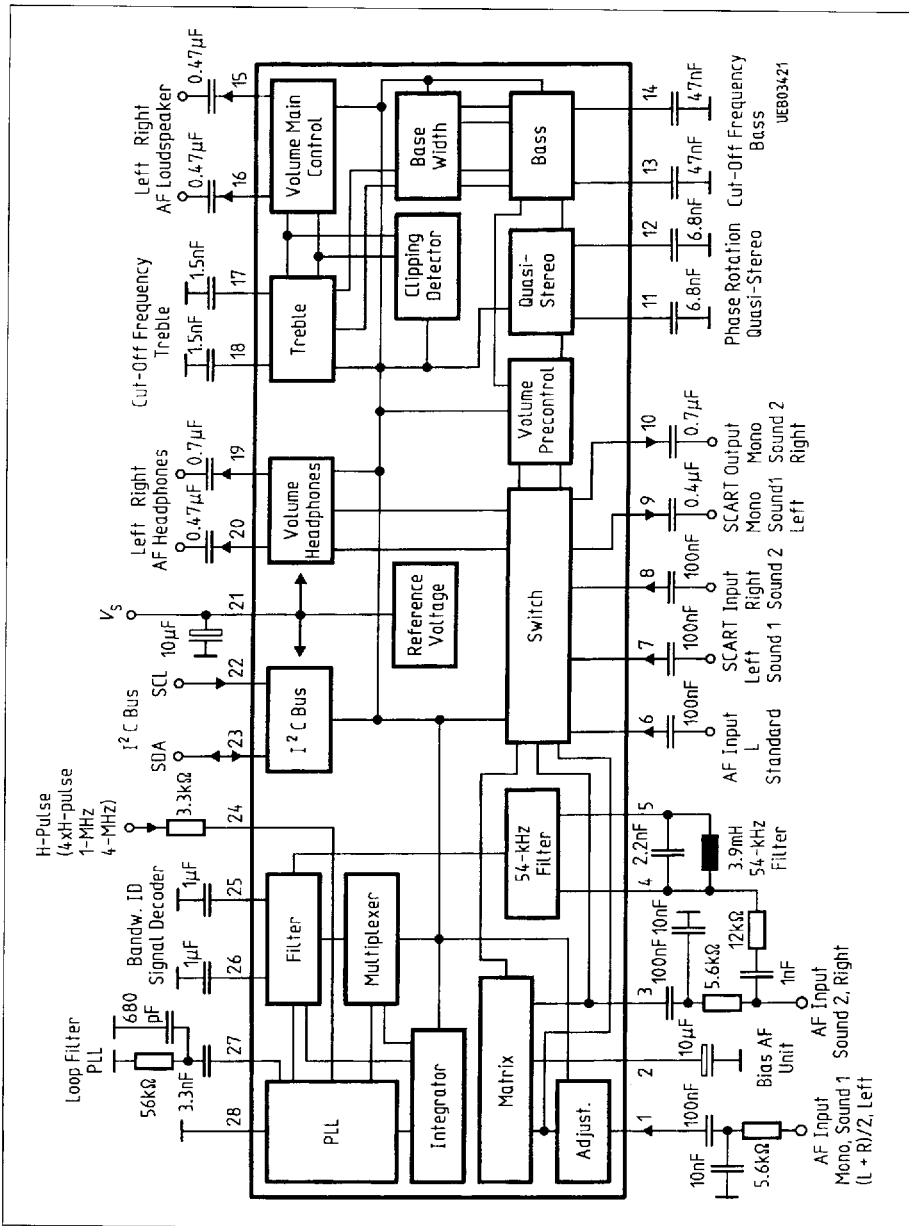 Loop Filter
PLL
680
pF
56kΩ
3.3nF
27
28
Bandw. ID
Signal Decoder
1µF
1µF
26
25
H-Pulse
(4xH-pulse
1-MHz
4-MHz)
3.3kΩ
24
I²C Bus
SDA
SCL
23
22
Vs
10µF
21
Left Right
AF Headphones
0.47µF
0.7µF
20
19
Cut-Off Frequency
Treble
1.5nF
1.5nF
18
17
Left Right
AF Loudspeaker
0.47µF
0.47µF
16
15
PLL
Filter
Multiplexer
Integrator
I²C Bus
Reference
Voltage
Volume
Headphones
Treble
Clipping
Detector
Volume Main
Control
Base
Width
Matrix
Adjust.
54-kHz
Filter
Switch
Volume
Precontrol
Quasi-
Stereo
Bass
1
100nF
10nF
5.6kΩ
AF Input
Mono, Sound 1
(L + R)/2, Left
2
10µF
Bias AF
Unit
3
100nF
10nF
5.6kΩ
1nF
12kΩ
AF Input
Sound 2, Right
4
5
2.2nF
3.9mH
54-kHz
Filter
6
100nF
AF Input
L
Standard
7
100nF
8
100nF
SCART Input
Left Right
Sound 1 Sound 2
9
0.4µF
10
0.7µF
SCART Output
Mono Mono
Sound1 Sound 2
Left Right
11
6.8nF
12
6.8nF
Phase Rotation
Quasi-Stereo
13
47nF
14
47nF
Cut-Off Frequency
Bass
UEB03421